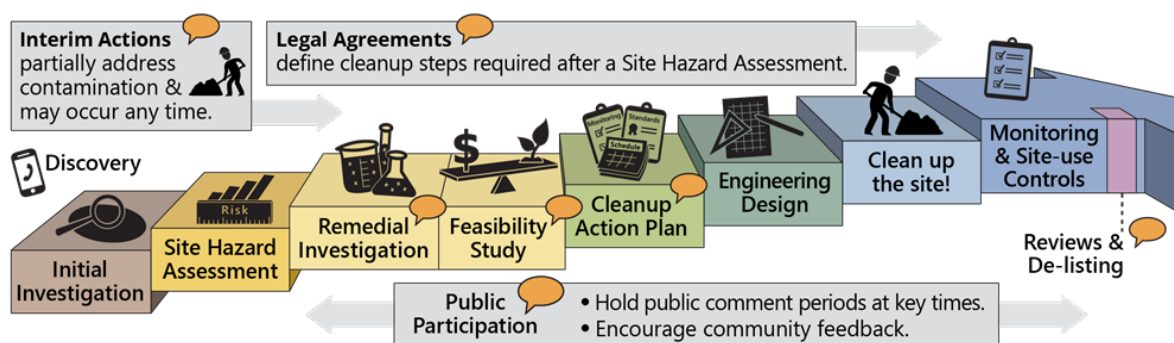 Interim Actions
partially address
contamination &
may occur any time.
Legal Agreements
define cleanup steps required after a Site Hazard Assessment.
Discovery
Initial
Investigation
Risk
Site Hazard
Assessment
Remedial
Investigation
$
Feasibility
Study
Monitoring
Standards
Schedule
Cleanup
Action Plan
Engineering
Design
Clean up
the site!
Monitoring
& Site-use
Controls
Reviews &
De-listing
Public
Participation
• Hold public comment periods at key times.
• Encourage community feedback.